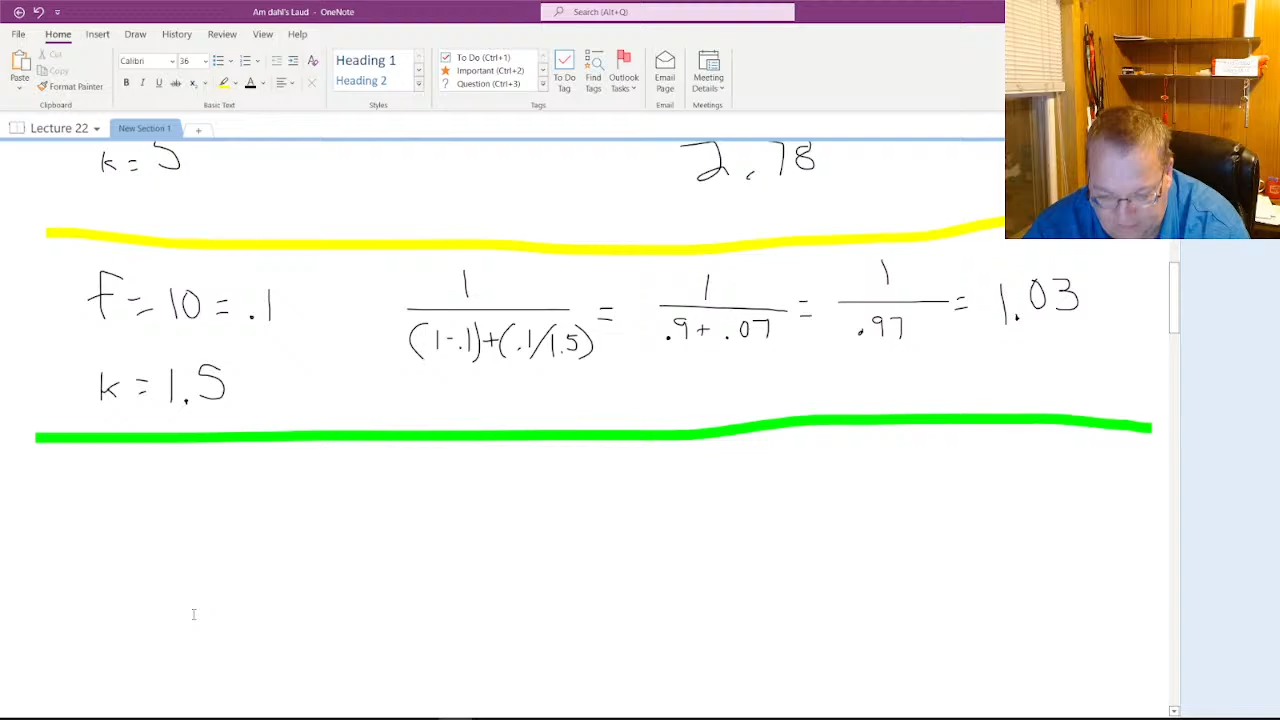 Am dahl's Laud - OneNote
Search (Alt+Q)
File Home Insert Draw History Review View Help
Paste
Cut
Copy
Format Painter
Clipboard
Calibri 36
B I U ab x A
Basic Text
Heading 1
Heading 2
Styles
To Do (Ctrl+1)
Important (Ctrl+2)
Question (Ctrl+3)
To Do Tag
Find Tags
Outlook Tasks
Tags
Email Page
Email
Meeting Details
Meetings
Lecture 22
New Section 1
+
k = 5
2.78
f = 10 = .1
1 / (1-.1)+(.1/1.5) = 1 / .9 + .07 = 1 / .97 = 1.03
k = 1.5